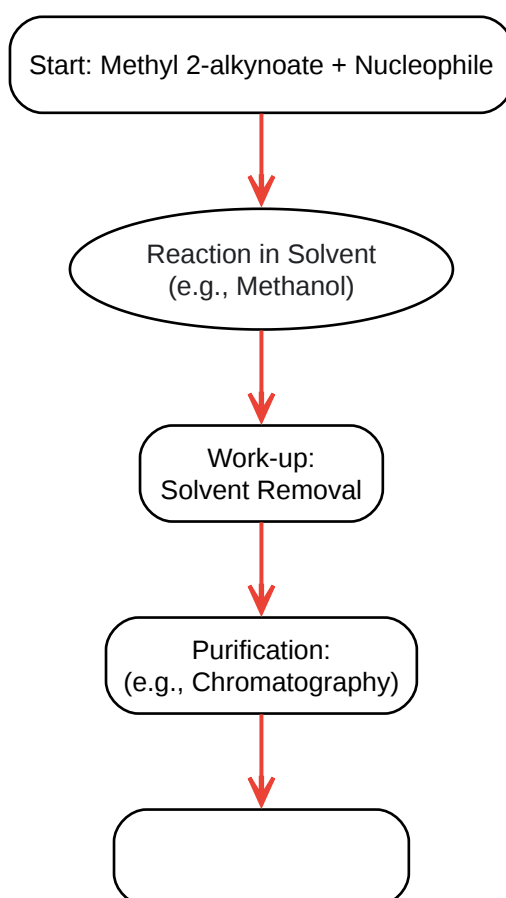 Start: Methyl 2-alkynoate + Nucleophile
Reaction in Solvent
(e.g., Methanol)
Work-up:
Solvent Removal
Purification:
(e.g., Chromatography)